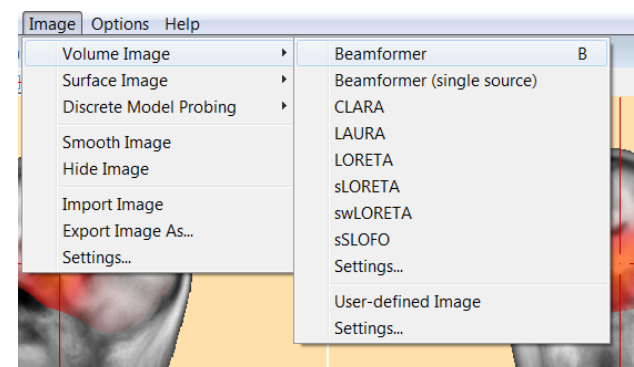 Image Options Help
Volume Image
Surface Image
Discrete Model Probing
Smooth Image
Hide Image
Import Image
Export Image As...
Settings...
Beamformer B
Beamformer (single source)
CLARA
LAURA
LORETA
sLORETA
swLORETA
sSLOFO
Settings...
User-defined Image
Settings...